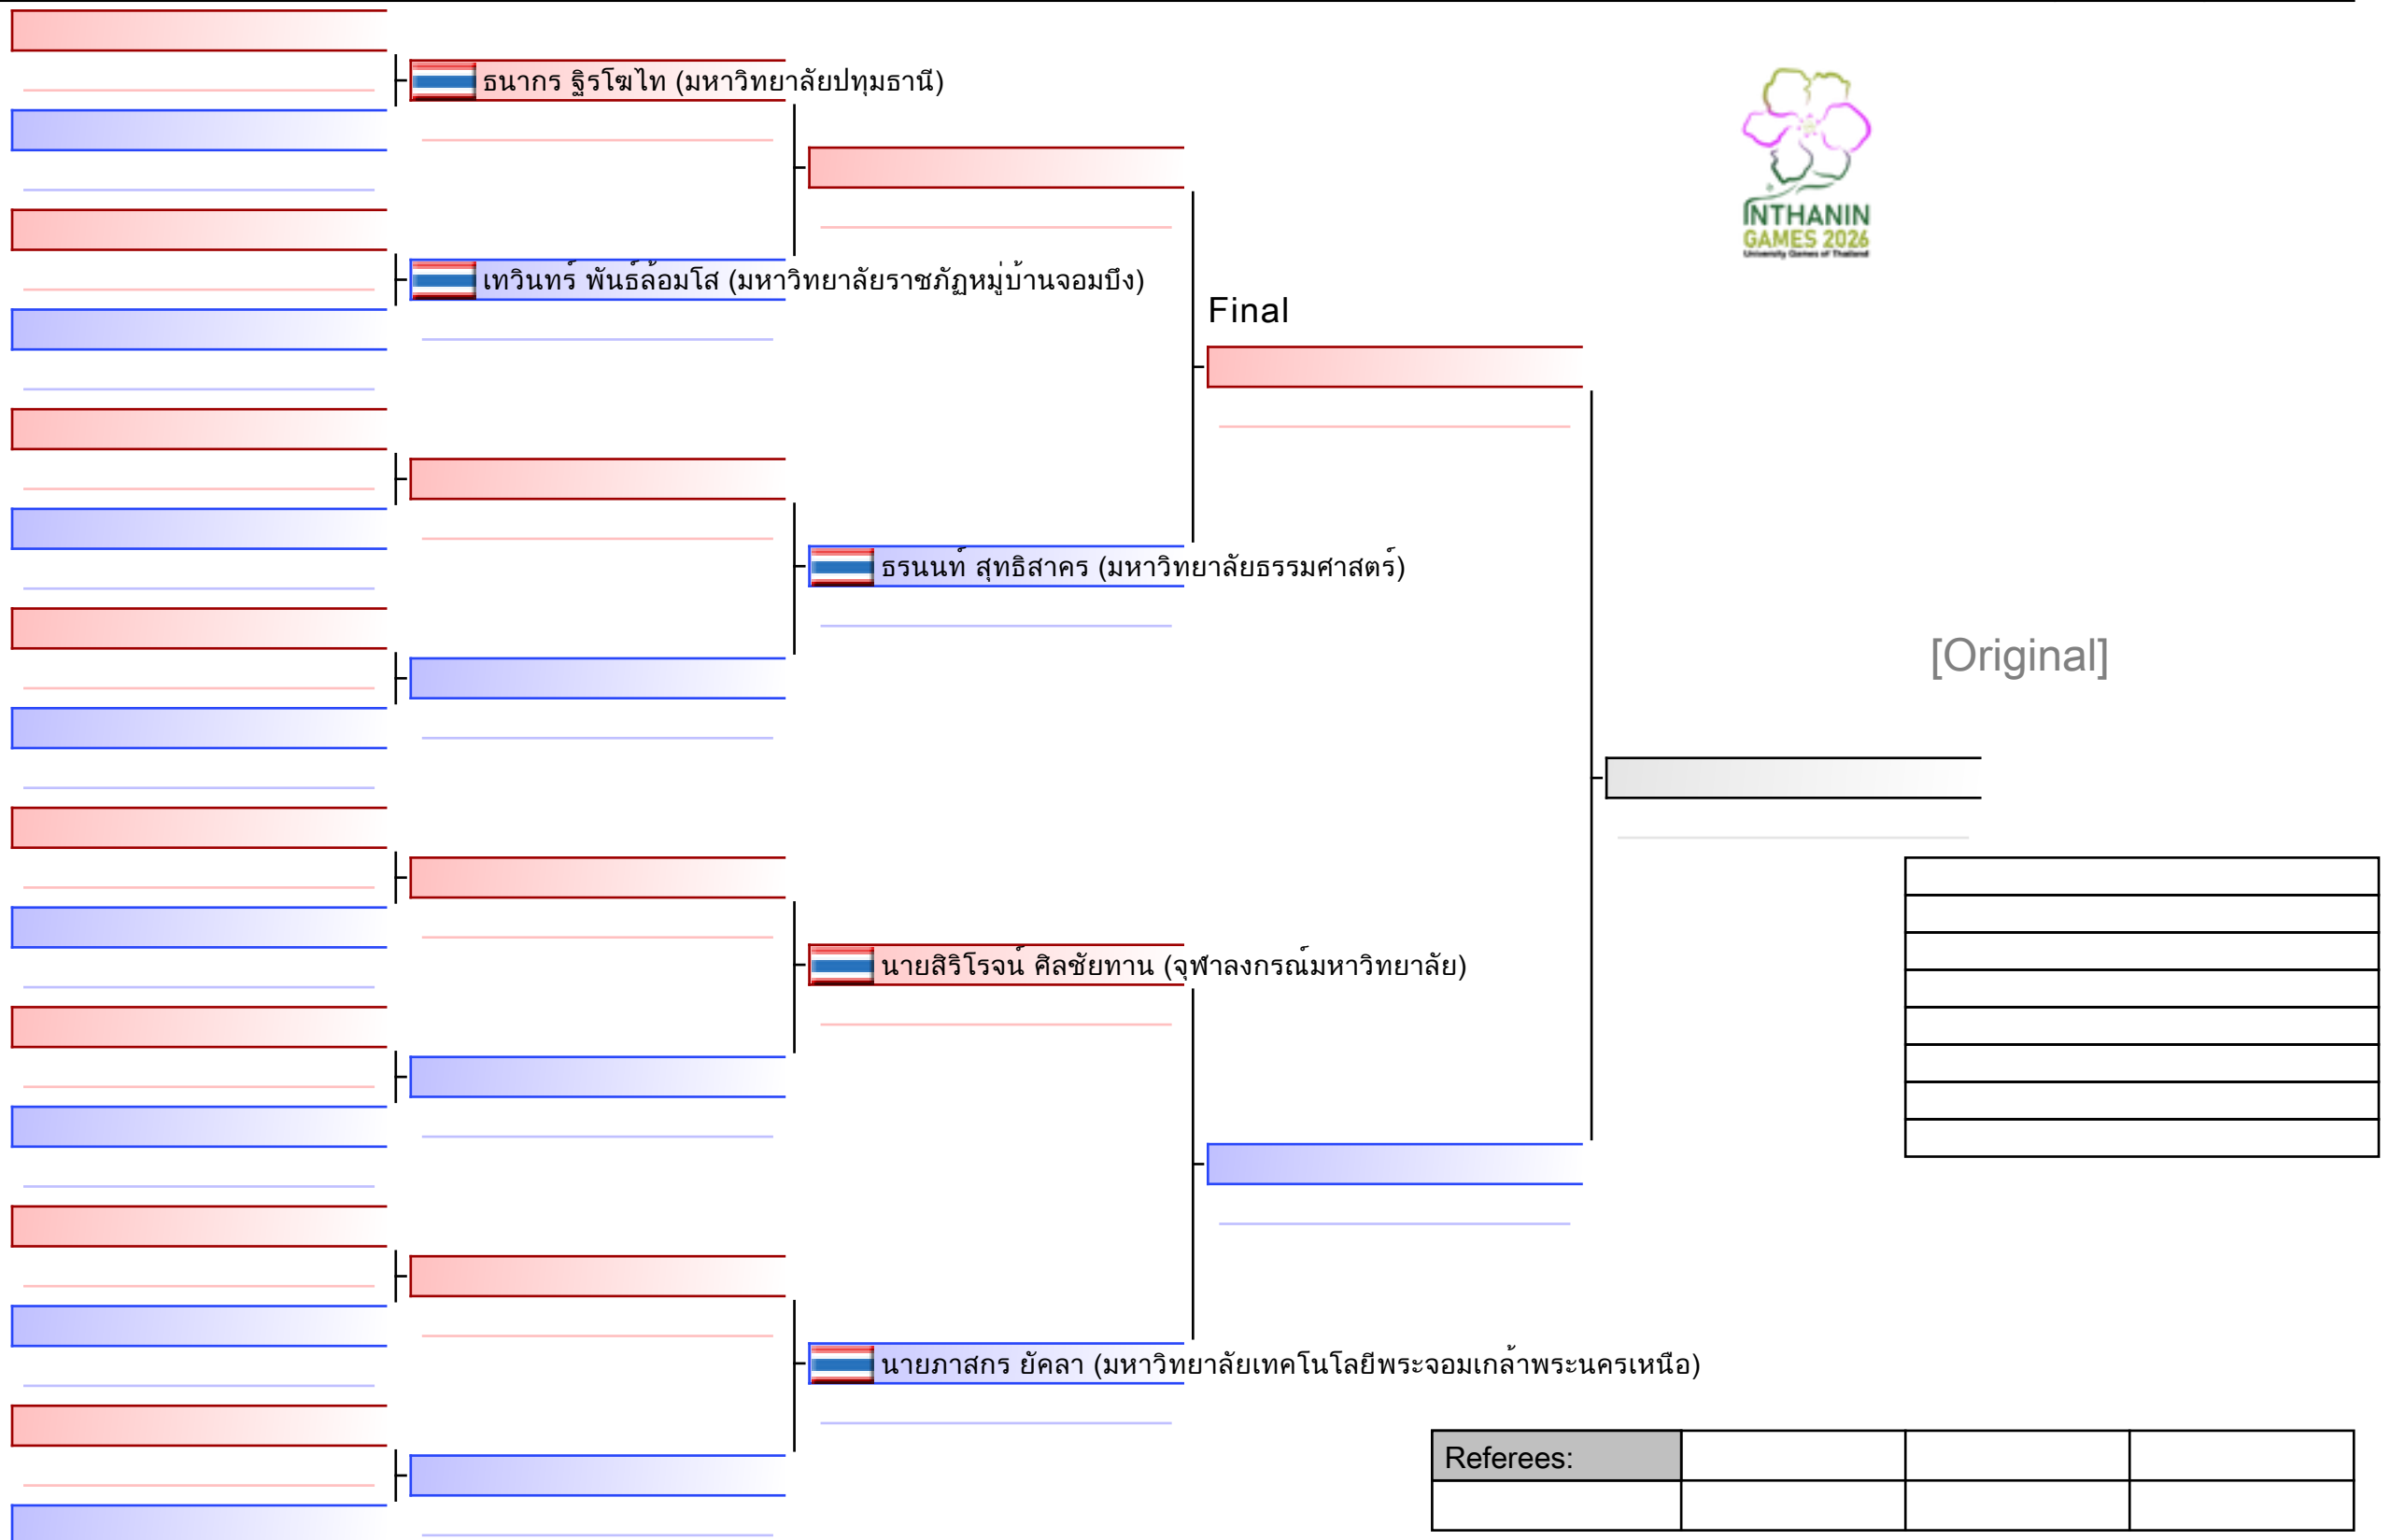 ธนากร ฐิรโฆไท (มหาวิทยาลัยปทุมธานี)
INTHANIN
GAMES 2026
University Games of Thailand
เทวินทร์ พันธ์ล้อมโส (มหาวิทยาลัยราชภัฏหมู่บ้านจอมบึง)
Final
ธรนนท์ สุทธิสาคร (มหาวิทยาลัยธรรมศาสตร์)
[Original]
นายสิริโรจน์ ศิลชัยทาน (จุฬาลงกรณ์มหาวิทยาลัย)
นายภาสกร ยัคลา (มหาวิทยาลัยเทคโนโลยีพระจอมเกล้าพระนครเหนือ)
Referees: